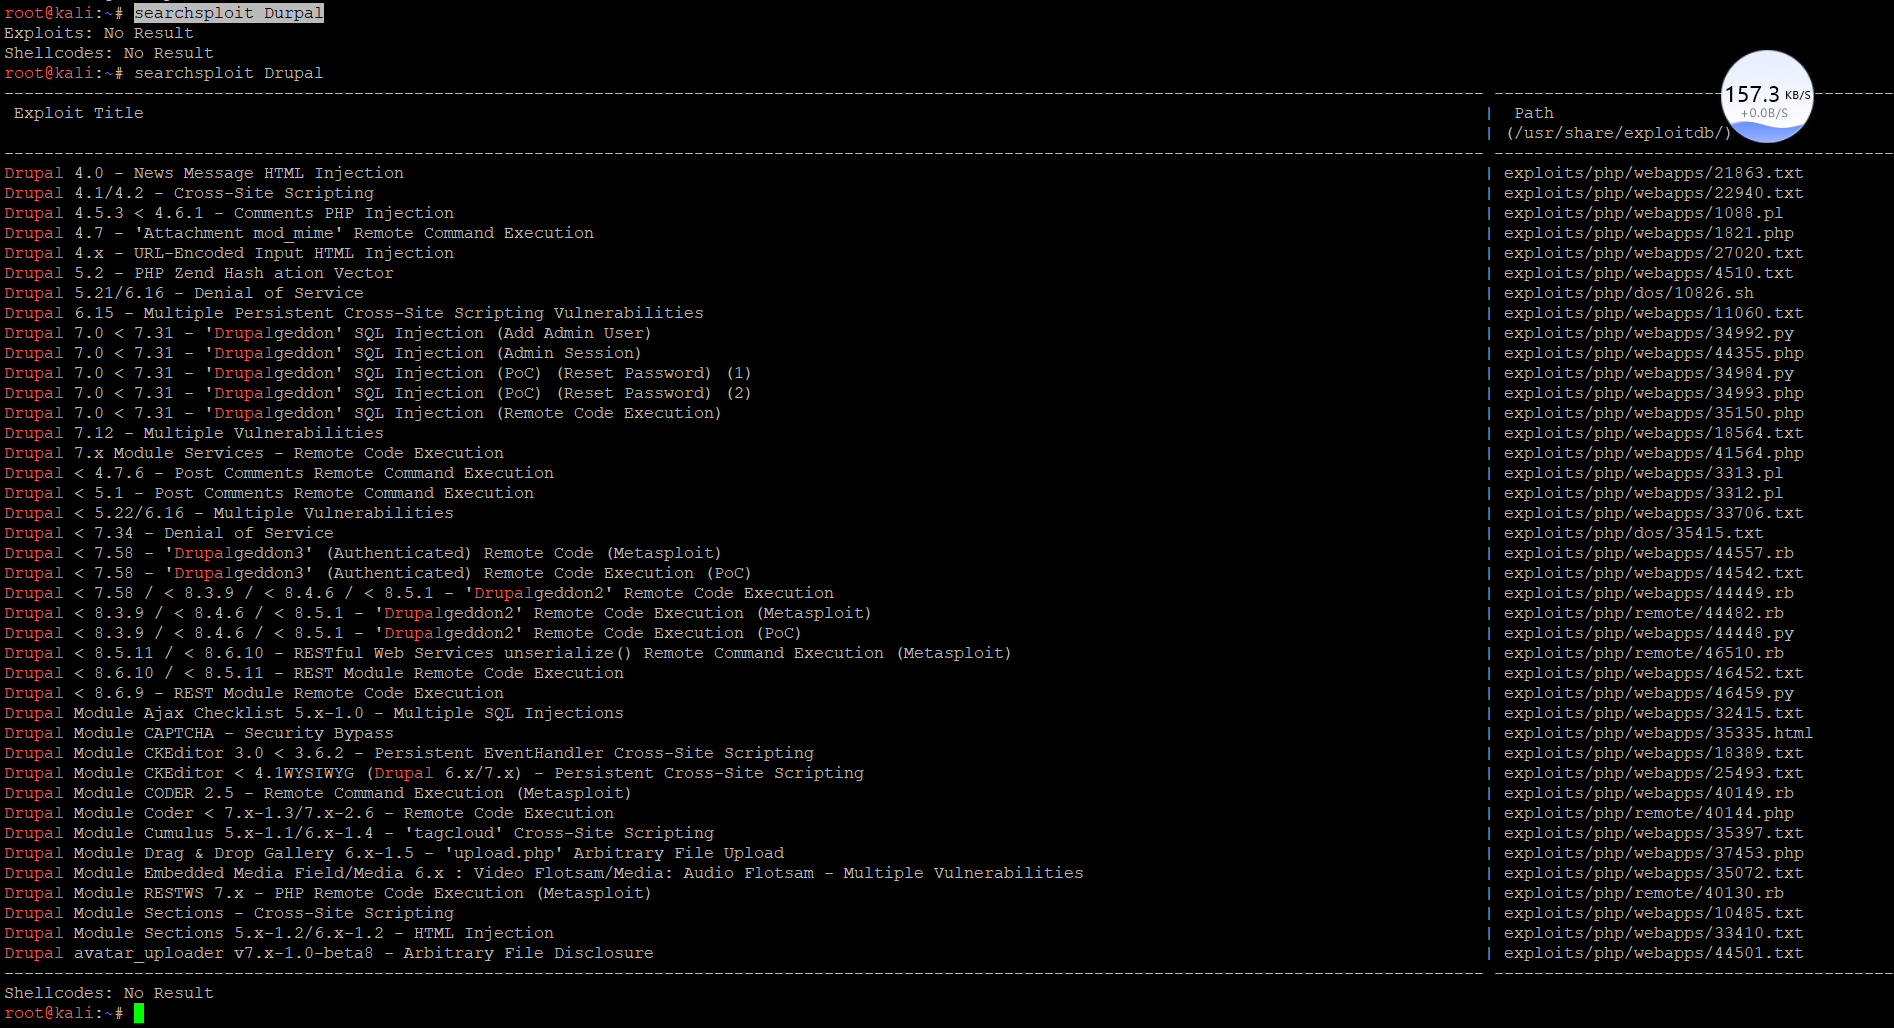 root@kali:~# searchsploit Durpal
Exploits: No Result
Shellcodes: No Result
root@kali:~# searchsploit Drupal
157.3 KB/S
+0.0B/S
Exploit Title | Path
| (/usr/share/exploitdb/)
Drupal 4.0 - News Message HTML Injection | exploits/php/webapps/21863.txt
Drupal 4.1/4.2 - Cross-Site Scripting | exploits/php/webapps/22940.txt
Drupal 4.5.3 < 4.6.1 - Comments PHP Injection | exploits/php/webapps/1088.pl
Drupal 4.7 - 'Attachment mod_mime' Remote Command Execution | exploits/php/webapps/1821.php
Drupal 4.x - URL-Encoded Input HTML Injection | exploits/php/webapps/27020.txt
Drupal 5.2 - PHP Zend Hash ation Vector | exploits/php/webapps/4510.txt
Drupal 5.21/6.16 - Denial of Service | exploits/php/dos/10826.sh
Drupal 6.15 - Multiple Persistent Cross-Site Scripting Vulnerabilities | exploits/php/webapps/11060.txt
Drupal 7.0 < 7.31 - 'Drupalgeddon' SQL Injection (Add Admin User) | exploits/php/webapps/34992.py
Drupal 7.0 < 7.31 - 'Drupalgeddon' SQL Injection (Admin Session) | exploits/php/webapps/44355.php
Drupal 7.0 < 7.31 - 'Drupalgeddon' SQL Injection (PoC) (Reset Password) (1) | exploits/php/webapps/34984.py
Drupal 7.0 < 7.31 - 'Drupalgeddon' SQL Injection (PoC) (Reset Password) (2) | exploits/php/webapps/34993.php
Drupal 7.0 < 7.31 - 'Drupalgeddon' SQL Injection (Remote Code Execution) | exploits/php/webapps/35150.php
Drupal 7.12 - Multiple Vulnerabilities | exploits/php/webapps/18564.txt
Drupal 7.x Module Services - Remote Code Execution | exploits/php/webapps/41564.php
Drupal < 4.7.6 - Post Comments Remote Command Execution | exploits/php/webapps/3313.pl
Drupal < 5.1 - Post Comments Remote Command Execution | exploits/php/webapps/3312.pl
Drupal < 5.22/6.16 - Multiple Vulnerabilities | exploits/php/webapps/33706.txt
Drupal < 7.34 - Denial of Service | exploits/php/dos/35415.txt
Drupal < 7.58 - 'Drupalgeddon3' (Authenticated) Remote Code (Metasploit) | exploits/php/webapps/44557.rb
Drupal < 7.58 - 'Drupalgeddon3' (Authenticated) Remote Code Execution (PoC) | exploits/php/webapps/44542.txt
Drupal < 7.58 / < 8.3.9 / < 8.4.6 / < 8.5.1 - 'Drupalgeddon2' Remote Code Execution | exploits/php/webapps/44449.rb
Drupal < 8.3.9 / < 8.4.6 / < 8.5.1 - 'Drupalgeddon2' Remote Code Execution (Metasploit) | exploits/php/remote/44482.rb
Drupal < 8.3.9 / < 8.4.6 / < 8.5.1 - 'Drupalgeddon2' Remote Code Execution (PoC) | exploits/php/webapps/44448.py
Drupal < 8.5.11 / < 8.6.10 - RESTful Web Services unserialize() Remote Command Execution (Metasploit) | exploits/php/remote/46510.rb
Drupal < 8.6.10 / < 8.5.11 - REST Module Remote Code Execution | exploits/php/webapps/46452.txt
Drupal < 8.6.9 - REST Module Remote Code Execution | exploits/php/webapps/46459.py
Drupal Module Ajax Checklist 5.x-1.0 - Multiple SQL Injections | exploits/php/webapps/32415.txt
Drupal Module CAPTCHA - Security Bypass | exploits/php/webapps/35335.html
Drupal Module CKEditor 3.0 < 3.6.2 - Persistent EventHandler Cross-Site Scripting | exploits/php/webapps/18389.txt
Drupal Module CKEditor < 4.1WYSIWYG (Drupal 6.x/7.x) - Persistent Cross-Site Scripting | exploits/php/webapps/25493.txt
Drupal Module CODER 2.5 - Remote Command Execution (Metasploit) | exploits/php/webapps/40149.rb
Drupal Module Coder < 7.x-1.3/7.x-2.6 - Remote Code Execution | exploits/php/remote/40144.php
Drupal Module Cumulus 5.x-1.1/6.x-1.4 - 'tagcloud' Cross-Site Scripting | exploits/php/webapps/35397.txt
Drupal Module Drag & Drop Gallery 6.x-1.5 - 'upload.php' Arbitrary File Upload | exploits/php/webapps/37453.php
Drupal Module Embedded Media Field/Media 6.x : Video Flotsam/Media: Audio Flotsam - Multiple Vulnerabilities | exploits/php/webapps/35072.txt
Drupal Module RESTWS 7.x - PHP Remote Code Execution (Metasploit) | exploits/php/remote/40130.rb
Drupal Module Sections - Cross-Site Scripting | exploits/php/webapps/10485.txt
Drupal Module Sections 5.x-1.2/6.x-1.2 - HTML Injection | exploits/php/webapps/33410.txt
Drupal avatar_uploader v7.x-1.0-beta8 - Arbitrary File Disclosure | exploits/php/webapps/44501.txt
Shellcodes: No Result
root@kali:~#